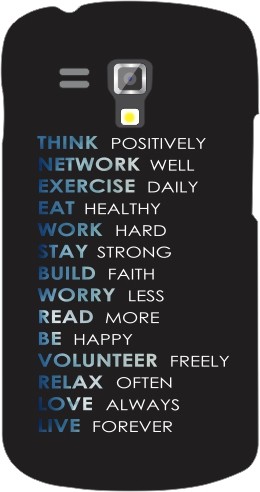 THINK POSITIVELY
NETWORK WELL
EXERCISE DAILY
EAT HEALTHY
WORK HARD
STAY STRONG
BUILD FAITH
WORRY LESS
READ MORE
BE HAPPY
VOLUNTEER FREELY
RELAX OFTEN
LOVE ALWAYS
LIVE FOREVER